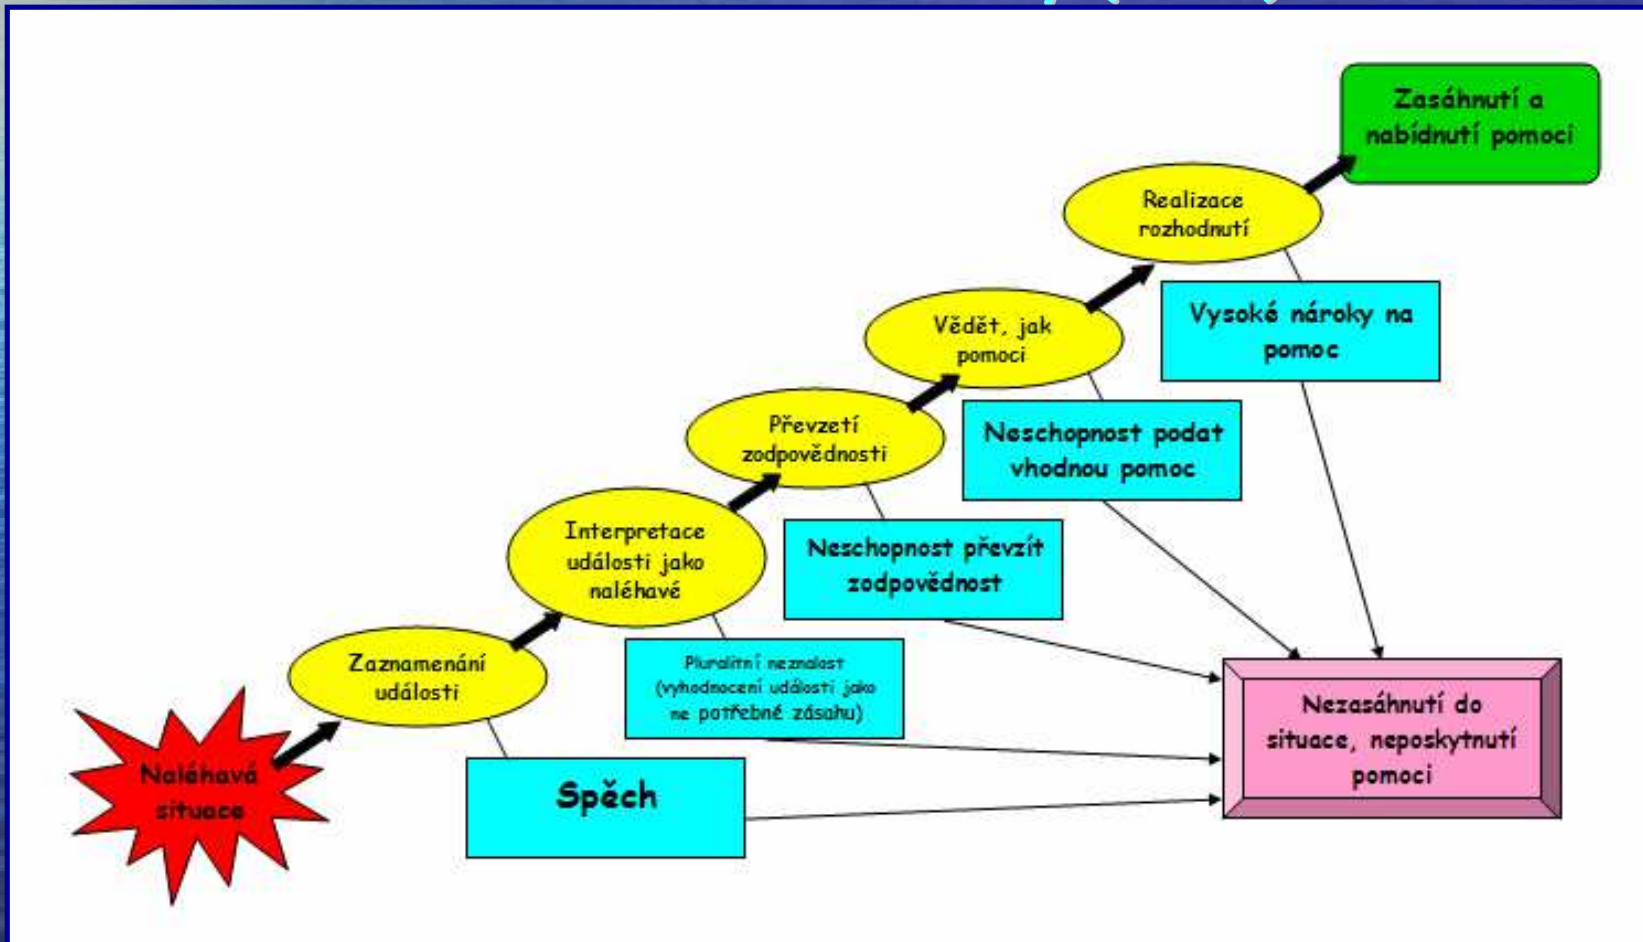 Zasáhnutí a
nabídnutí pomoci
Realizace
rozhodnutí
Vysoké nároky na
pomoc
Vědět, jak
pomoci
Neschopnost podat
vhodnou pomoc
Převzetí
zodpovědnosti
Neschopnost převzít
zodpovědnost
Interpretace
události jako
naléhavé
Pluralitní neznalost
(vyhodnocení události jako
ne potřebné zásahu)
Zaznamenání
události
Spěch
Naléhavá
situace
Nezasáhnutí do
situace, neposkytnutí
pomoci